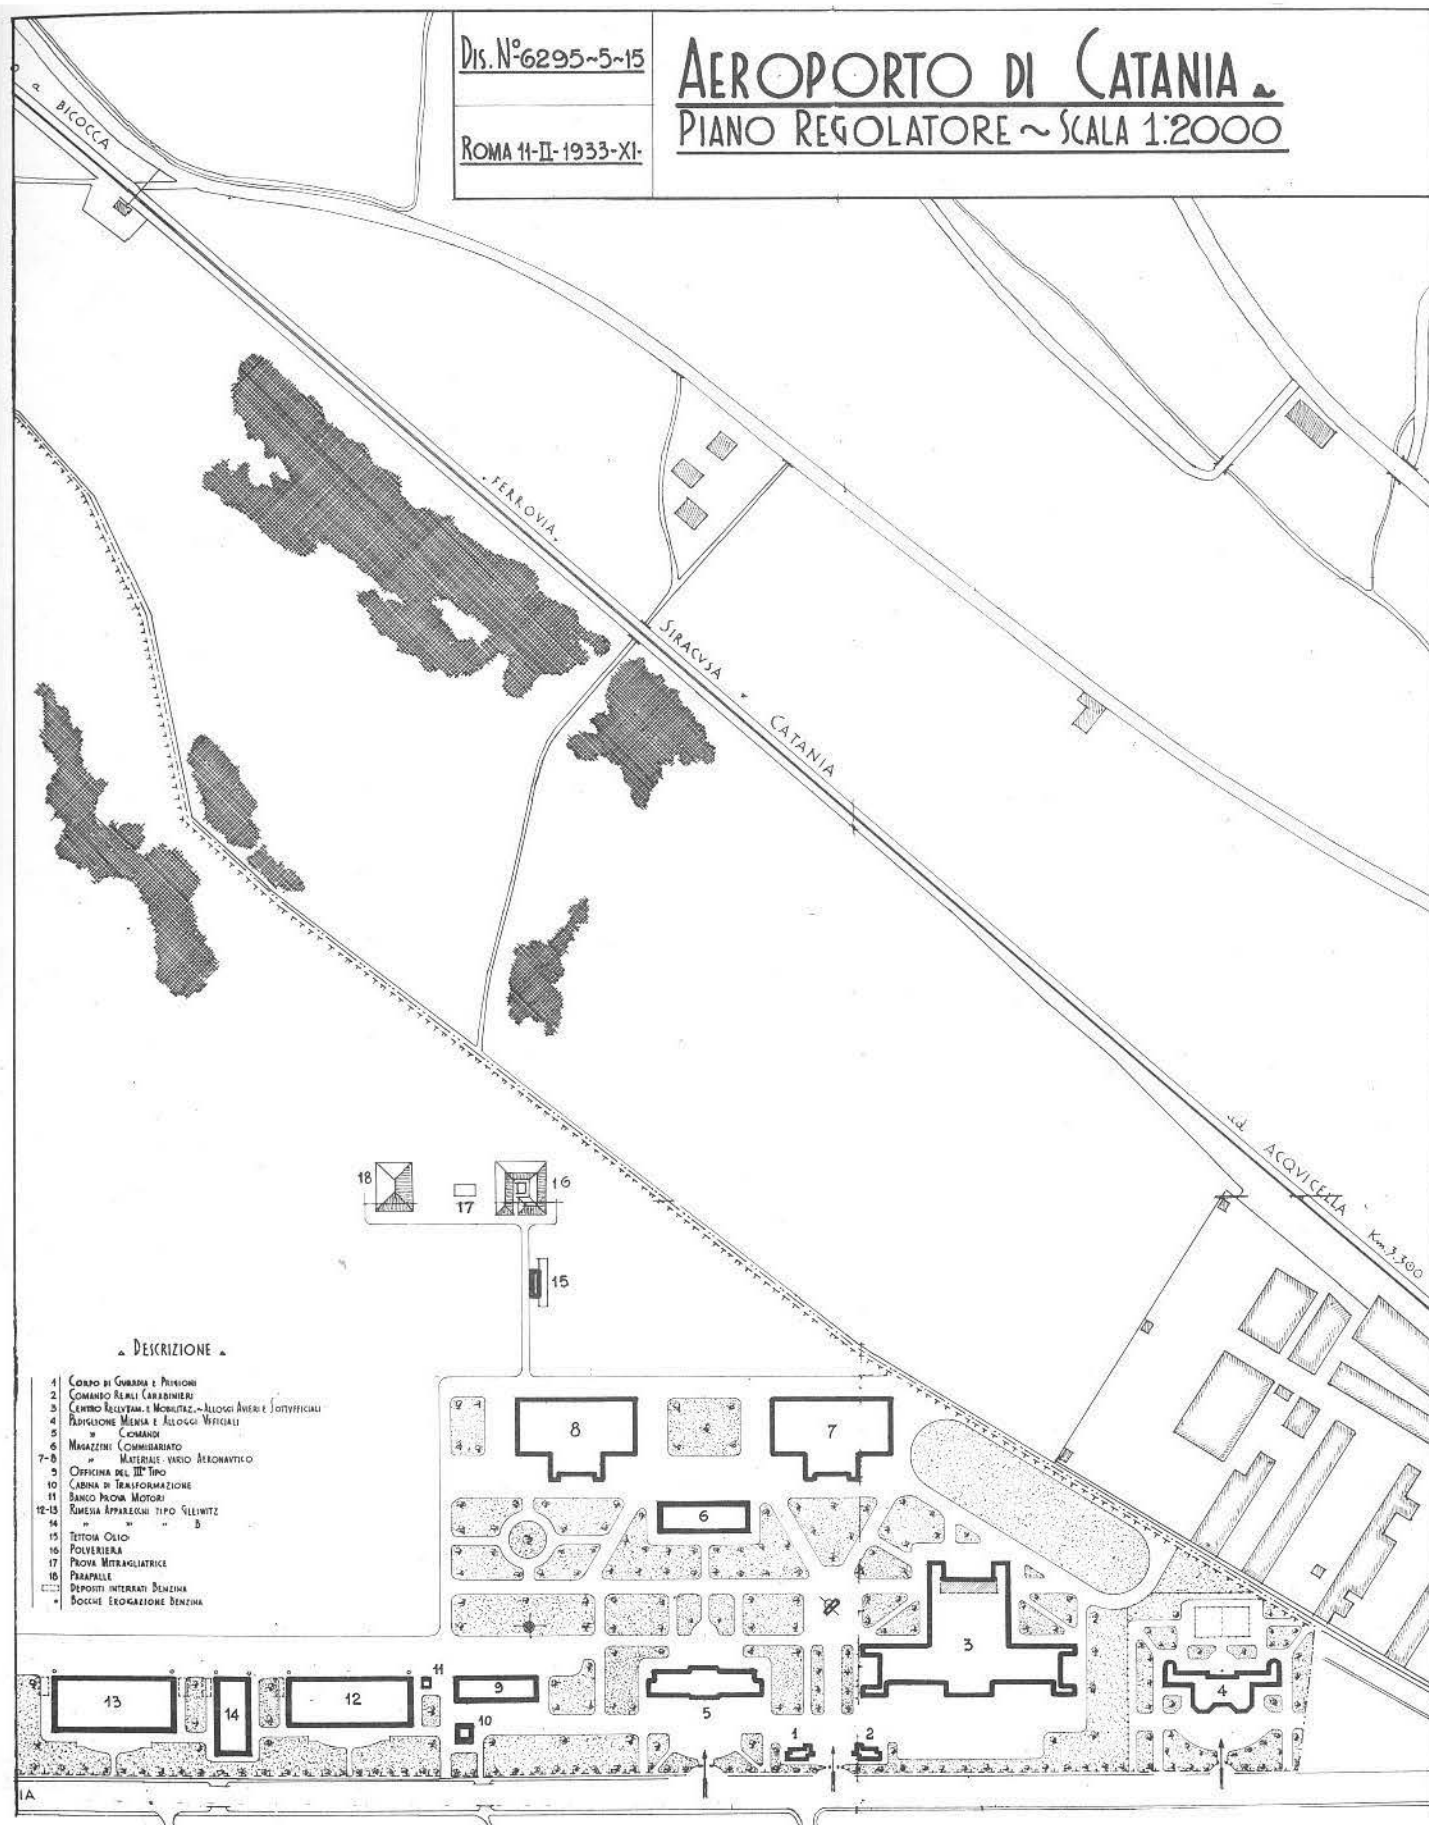 Dis. Nº 6295~5~15
Roma 11-II-1933-XI.
Aeroporto di Catania
Piano Regolatore ~ Scala 1:2000
a Bicocca
Ferrovia
Siracusa
Catania
ad Acquicella
Km. 3.300
18
17
16
15
Descrizione
1 Corpo di Guardia e Prigioni
2 Comando Reali Carabinieri
3 Centro Reclutam. e Mobilitaz. ~ Alloggi Avieri e Sottufficiali
4 Padiglione Mensa e Alloggi Ufficiali
5 " Comandi
6 Magazzini Commissariato
7-8 " Materiale Vario Aeronautico
9 Officina del IIIº Tipo
10 Cabina di Trasformazione
11 Banco Prova Motori
12-13 Rimessa Apparecchi tipo Gleiwitz
14 " " " B
15 Tettoia Olio
16 Polveriera
17 Prova Mitragliatrice
18 Parapalle
Depositi interrati Benzina
Bocche Erogazione Benzina
8
7
6
3
13
14
12
11
9
10
5
4
1
2
IA